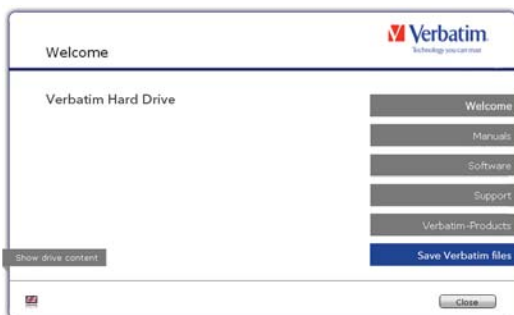 Welcome
Verbatim
Technology you can trust
Verbatim Hard Drive
Welcome
Manuals
Software
Support
Verbatim-Products
Save Verbatim files
Show drive content
Close